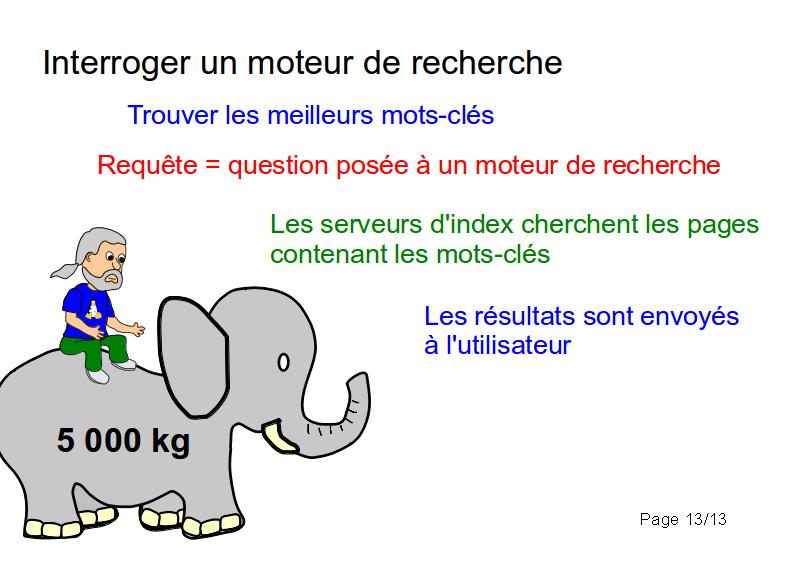 Interroger un moteur de recherche
Trouver les meilleurs mots-clés
Requête = question posée à un moteur de recherche
Les serveurs d'index cherchent les pages
contenant les mots-clés
Les résultats sont envoyés
à l'utilisateur
5 000 kg
Page 13/13